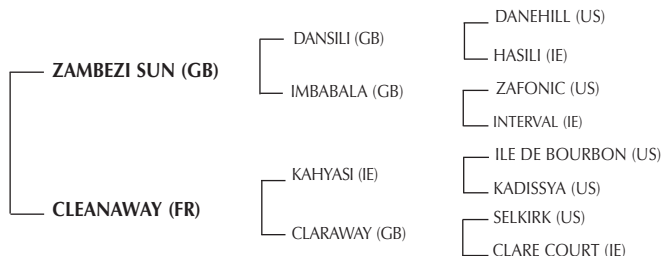 DANEHILL (US)
DANSILI (GB)
HASILI (IE)
ZAMBEZI SUN (GB)
ZAFONIC (US)
IMBABALA (GB)
INTERVAL (IE)
ILE DE BOURBON (US)
KAHYASI (IE)
KADISSYA (US)
CLEANAWAY (FR)
SELKIRK (US)
CLARAWAY (GB)
CLARE COURT (IE)